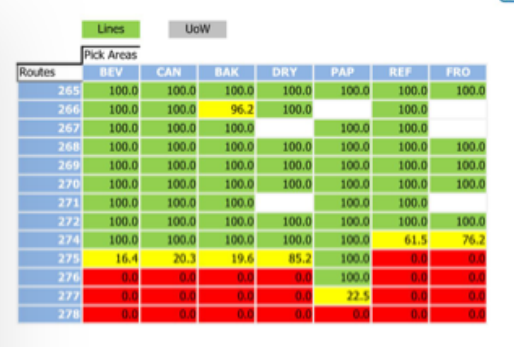 Lines UoW
Pick Areas
Routes BEV CAN BAK DRY PAP REF FRO
265 100.0 100.0 100.0 100.0 100.0 100.0 100.0
266 100.0 100.0 96.2 100.0 100.0
267 100.0 100.0 100.0 100.0 100.0
268 100.0 100.0 100.0 100.0 100.0 100.0 100.0
269 100.0 100.0 100.0 100.0 100.0 100.0 100.0
270 100.0 100.0 100.0 100.0 100.0 100.0 100.0
271 100.0 100.0 100.0 100.0 100.0
272 100.0 100.0 100.0 100.0 100.0 100.0 100.0
274 100.0 100.0 100.0 100.0 100.0 61.5 76.2
275 16.4 20.3 19.6 85.2 100.0 0.0 0.0
276 0.0 0.0 0.0 0.0 100.0 0.0 0.0
277 0.0 0.0 0.0 0.0 22.5 0.0 0.0
278 0.0 0.0 0.0 0.0 0.0 0.0 0.0